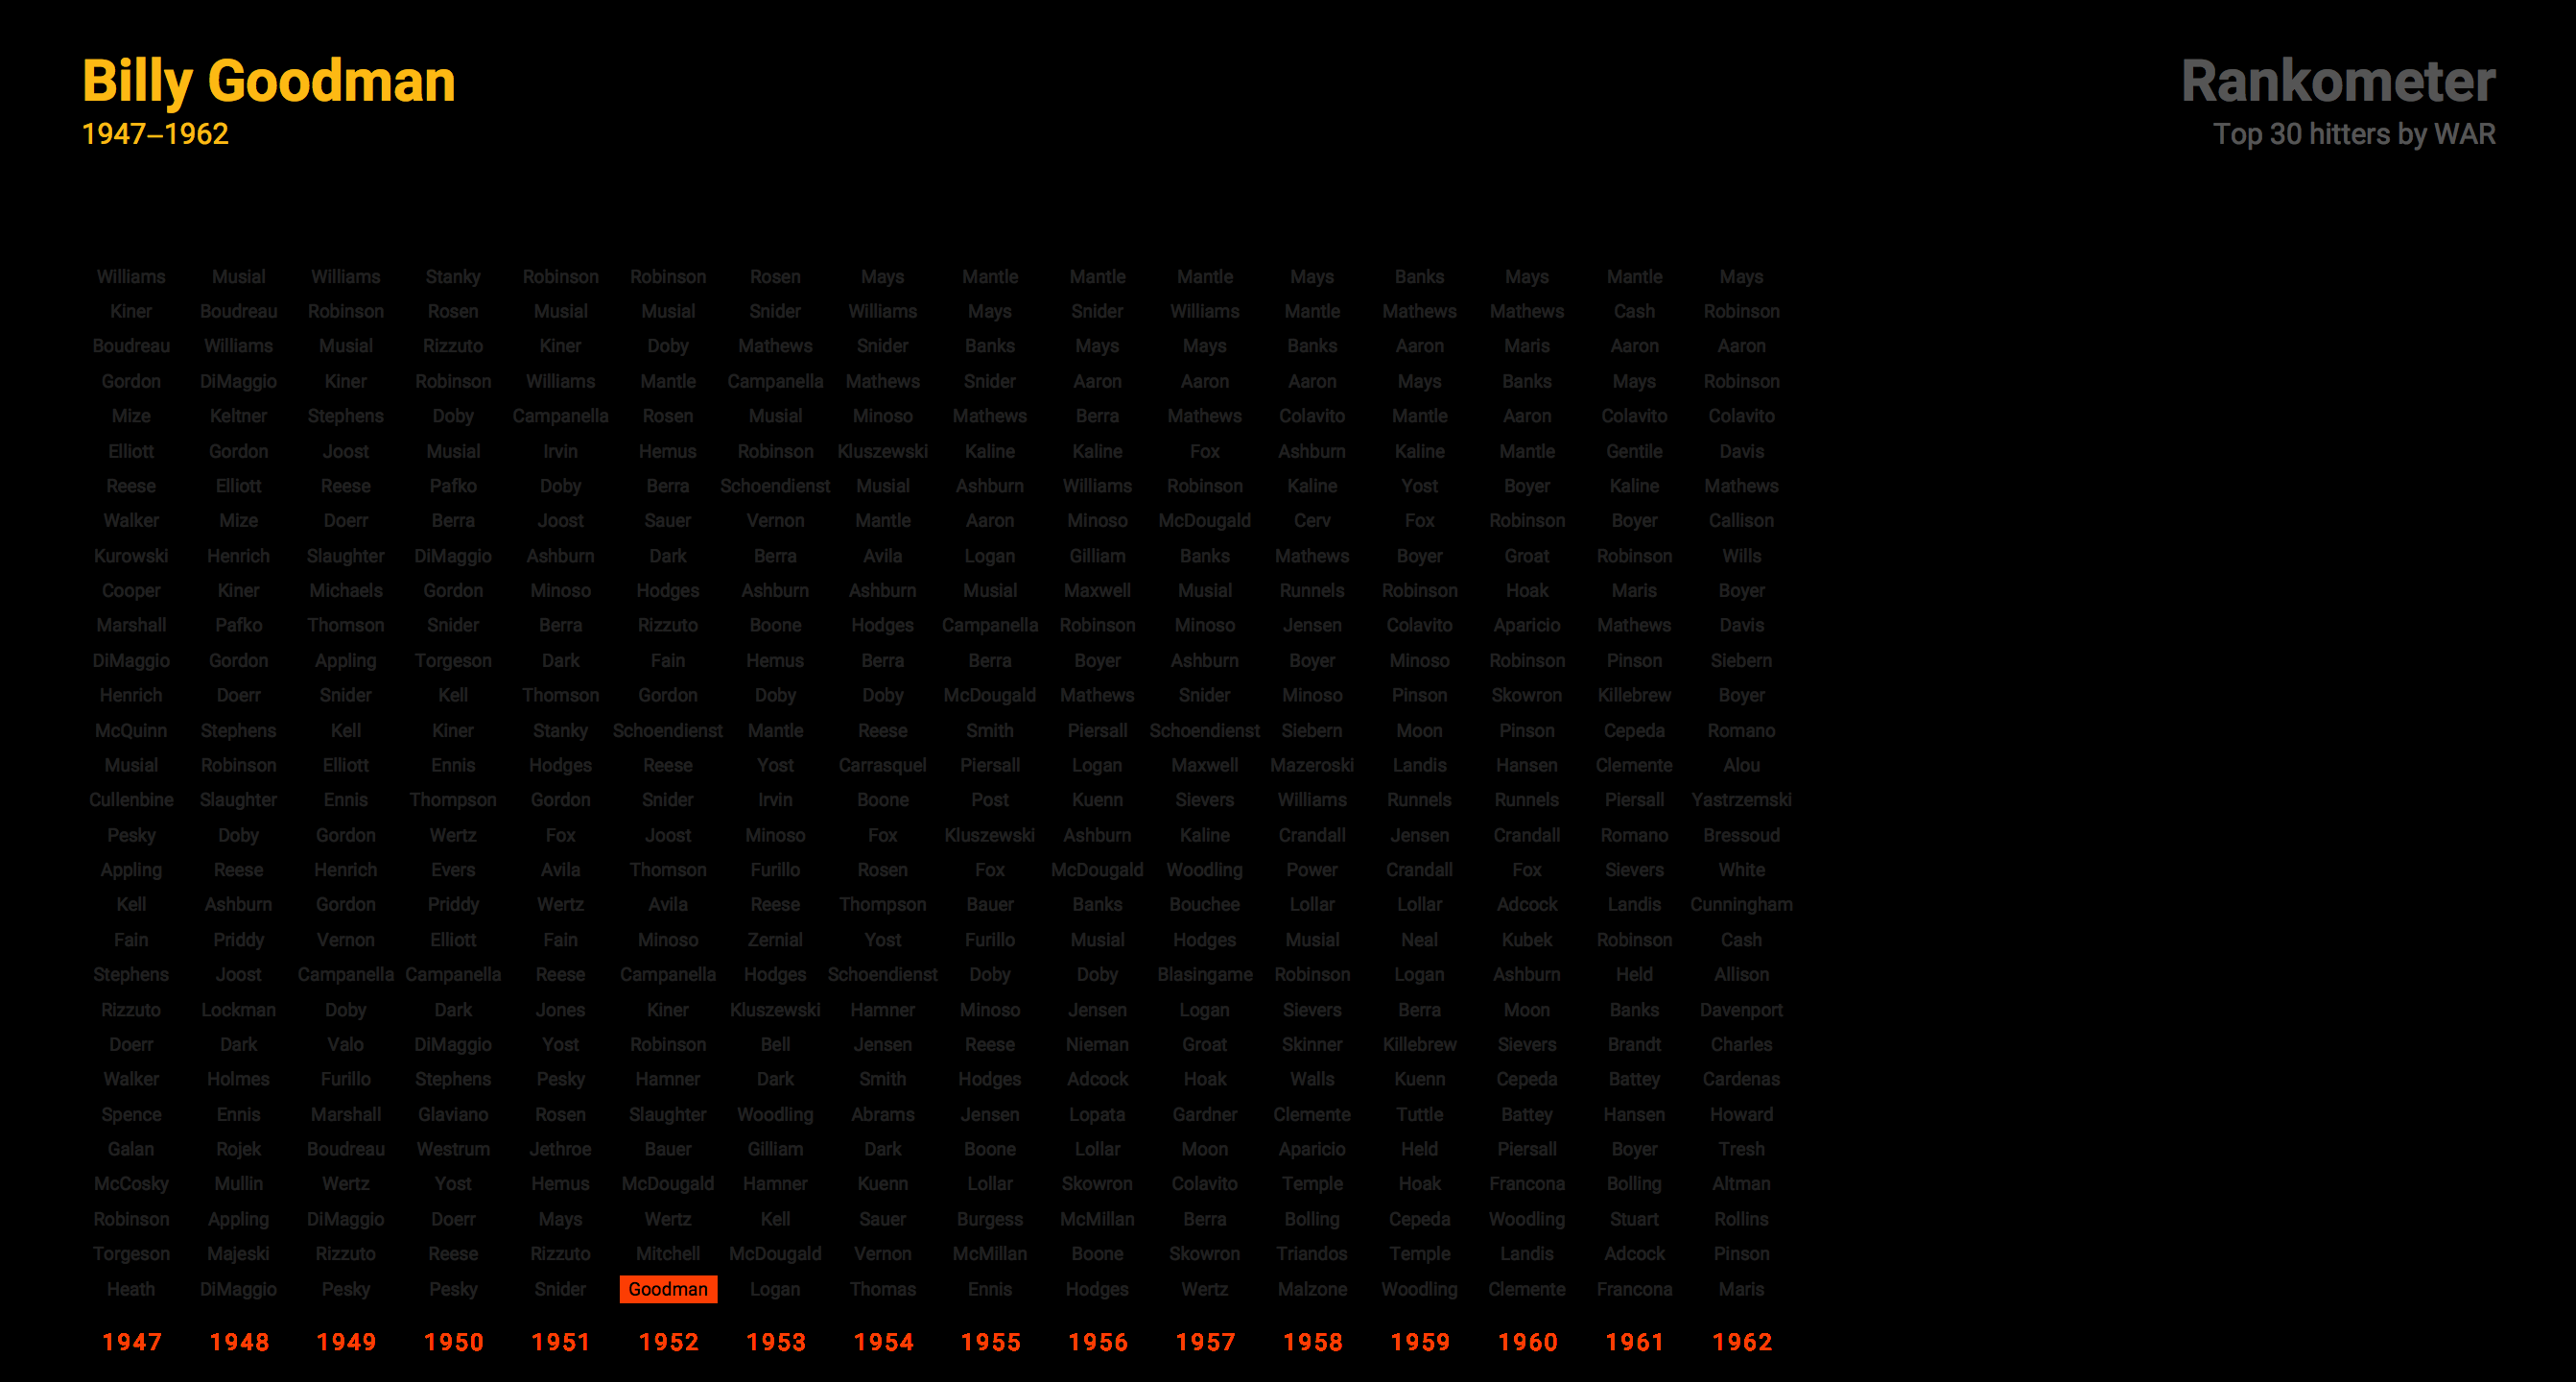 Billy Goodman
1947–1962
Rankometer
Top 30 hitters by WAR
Williams Musial Williams Stanky Robinson Robinson Rosen Mays Mantle Mantle Mantle Mays Banks Mays Mantle Mays
Kiner Boudreau Robinson Rosen Musial Musial Snider Williams Mays Snider Williams Mantle Mathews Mathews Cash Robinson
Boudreau Williams Musial Rizzuto Kiner Doby Mathews Snider Banks Mays Mays Banks Aaron Maris Aaron Aaron
Gordon DiMaggio Kiner Robinson Williams Mantle Campanella Mathews Snider Aaron Aaron Aaron Mays Banks Mays Robinson
Mize Keltner Stephens Doby Campanella Rosen Musial Minoso Mathews Berra Mathews Colavito Mantle Aaron Colavito Colavito
Elliott Gordon Joost Musial Irvin Hemus Robinson Kluszewski Kaline Kaline Fox Ashburn Kaline Mantle Gentile Davis
Reese Elliott Reese Pafko Doby Berra Schoendienst Musial Ashburn Williams Robinson Kaline Yost Boyer Kaline Mathews
Walker Mize Doerr Berra Joost Sauer Vernon Mantle Aaron Minoso McDougald Cerv Fox Robinson Boyer Callison
Kurowski Henrich Slaughter DiMaggio Ashburn Dark Berra Avila Logan Gilliam Banks Mathews Boyer Groat Robinson Wills
Cooper Kiner Michaels Gordon Minoso Hodges Ashburn Ashburn Musial Maxwell Musial Runnels Robinson Hoak Maris Boyer
Marshall Pafko Thomson Snider Berra Rizzuto Boone Hodges Campanella Robinson Minoso Jensen Colavito Aparicio Mathews Davis
DiMaggio Gordon Appling Torgeson Dark Fain Hemus Berra Berra Boyer Ashburn Boyer Minoso Robinson Pinson Siebern
Henrich Doerr Snider Kell Thomson Gordon Doby Doby McDougald Mathews Snider Minoso Pinson Skowron Killebrew Boyer
McQuinn Stephens Kell Kiner Stanky Schoendienst Mantle Reese Smith Piersall Schoendienst Siebern Moon Pinson Cepeda Romano
Musial Robinson Elliott Ennis Hodges Reese Yost Carrasquel Piersall Logan Maxwell Mazeroski Landis Hansen Clemente Alou
Cullenbine Slaughter Ennis Thompson Gordon Snider Irvin Boone Post Kuenn Sievers Williams Runnels Runnels Piersall Yastrzemski
Pesky Doby Gordon Wertz Fox Joost Minoso Fox Kluszewski Ashburn Kaline Crandall Jensen Crandall Romano Bressoud
Appling Reese Henrich Evers Avila Thomson Furillo Rosen Fox McDougald Woodling Power Crandall Fox Sievers White
Kell Ashburn Gordon Priddy Wertz Avila Reese Thompson Bauer Banks Bouchee Lollar Lollar Adcock Landis Cunningham
Fain Priddy Vernon Elliott Fain Minoso Zernial Yost Furillo Musial Hodges Musial Neal Kubek Robinson Cash
Stephens Joost Campanella Campanella Reese Campanella Hodges Schoendienst Doby Doby Blasingame Robinson Logan Ashburn Held Allison
Rizzuto Lockman Doby Dark Jones Kiner Kluszewski Hamner Minoso Jensen Logan Sievers Berra Moon Banks Davenport
Doerr Dark Valo DiMaggio Yost Robinson Bell Jensen Reese Nieman Groat Skinner Killebrew Sievers Brandt Charles
Walker Holmes Furillo Stephens Pesky Hamner Dark Smith Hodges Adcock Hoak Walls Kuenn Cepeda Battey Cardenas
Spence Ennis Marshall Glaviano Rosen Slaughter Woodling Abrams Jensen Lopata Gardner Clemente Tuttle Battey Hansen Howard
Galan Rojek Boudreau Westrum Jethroe Bauer Gilliam Dark Boone Lollar Moon Aparicio Held Piersall Boyer Tresh
McCosky Mullin Wertz Yost Hemus McDougald Hamner Kuenn Lollar Skowron Colavito Temple Hoak Francona Bolling Altman
Robinson Appling DiMaggio Doerr Mays Wertz Kell Sauer Burgess McMillan Berra Bolling Cepeda Woodling Stuart Rollins
Torgeson Majeski Rizzuto Reese Rizzuto Mitchell McDougald Vernon McMillan Boone Skowron Triandos Temple Landis Adcock Pinson
Heath DiMaggio Pesky Pesky Snider Goodman Logan Thomas Ennis Hodges Wertz Malzone Woodling Clemente Francona Maris
1947 1948 1949 1950 1951 1952 1953 1954 1955 1956 1957 1958 1959 1960 1961 1962